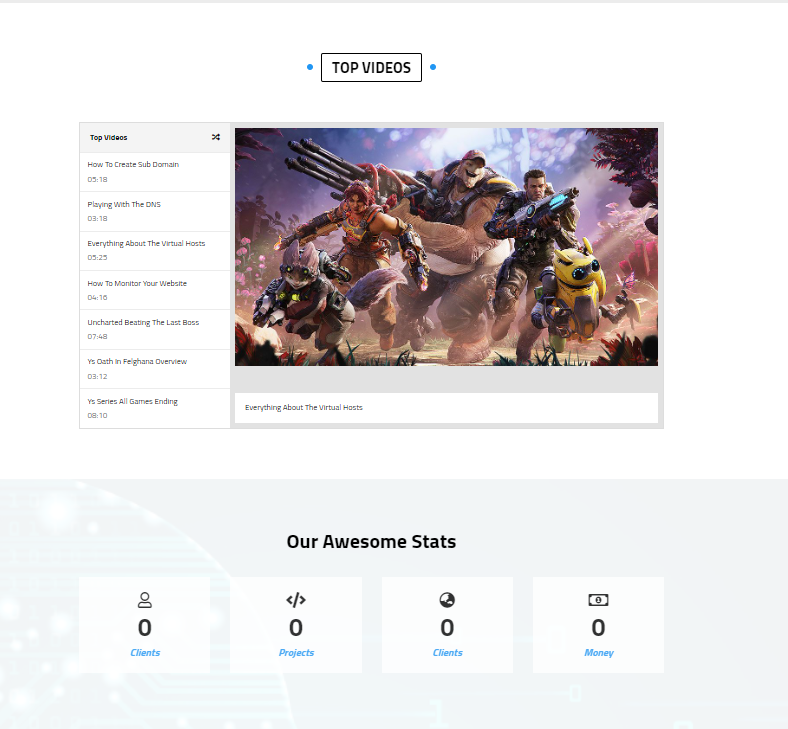 TOP VIDEOS
Top Videos
How To Create Sub Domain
05:18
Playing With The DNS
03:18
Everything About The Virtual Hosts
05:25
How To Monitor Your Website
04:16
Uncharted Beating The Last Boss
07:48
Ys Oath In Felghana Overview
03:12
Ys Series All Games Ending
08:10
Everything About The Virtual Hosts
Our Awesome Stats
0
Clients
0
Projects
0
Clients
0
Money